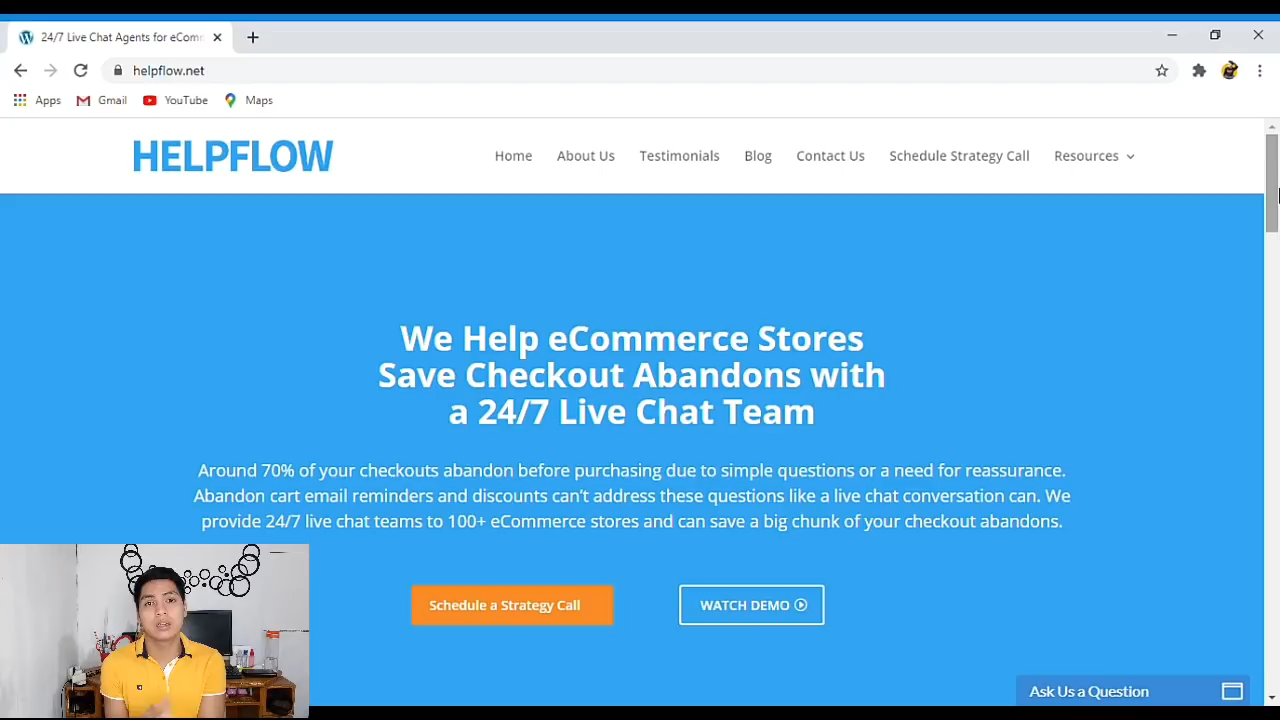 24/7 Live Chat Agents for eCom
helpflow.net
Apps Gmail YouTube Maps
HELPFLOW
Home About Us Testimonials Blog Contact Us Schedule Strategy Call Resources
We Help eCommerce Stores
Save Checkout Abandons with
a 24/7 Live Chat Team
Around 70% of your checkouts abandon before purchasing due to simple questions or a need for reassurance.
Abandon cart email reminders and discounts can't address these questions like a live chat conversation can. We
provide 24/7 live chat teams to 100+ eCommerce stores and can save a big chunk of your checkout abandons.
Schedule a Strategy Call WATCH DEMO
Ask Us a Question